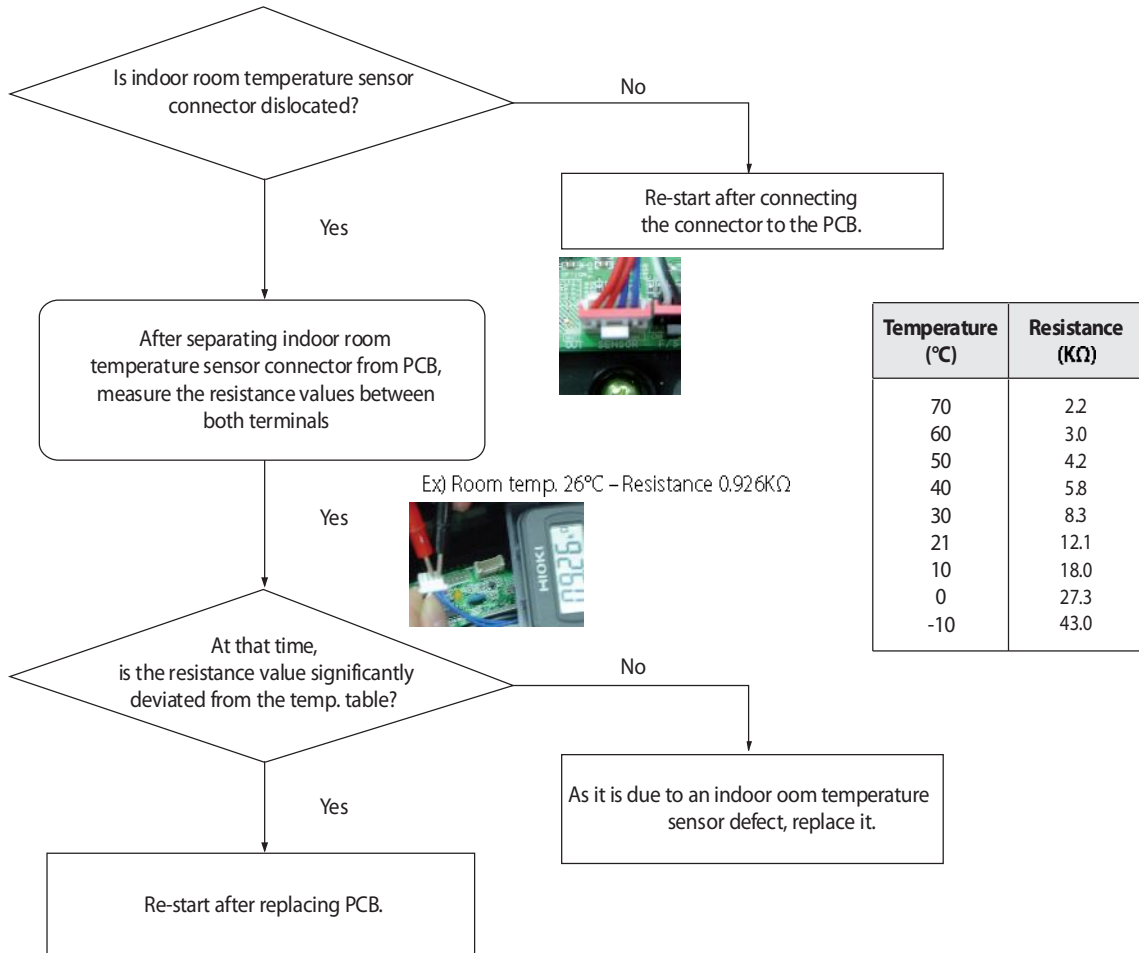 Is indoor room temperature sensor
connector dislocated?
No
Yes
Re-start after connecting
the connector to the PCB.
OUT SENSOR
After separating indoor room
temperature sensor connector from PCB,
measure the resistance values between
both terminals
Temperature Resistance
(°C) (KΩ)
70 2.2
60 3.0
50 4.2
40 5.8
30 8.3
21 12.1
10 18.0
0 27.3
-10 43.0
Yes
Ex) Room temp. 26°C – Resistance 0.926KΩ
HIOKI
0926
At that time,
is the resistance value significantly
deviated from the temp. table?
No
Yes
As it is due to an indoor oom temperature
sensor defect, replace it.
Re-start after replacing PCB.